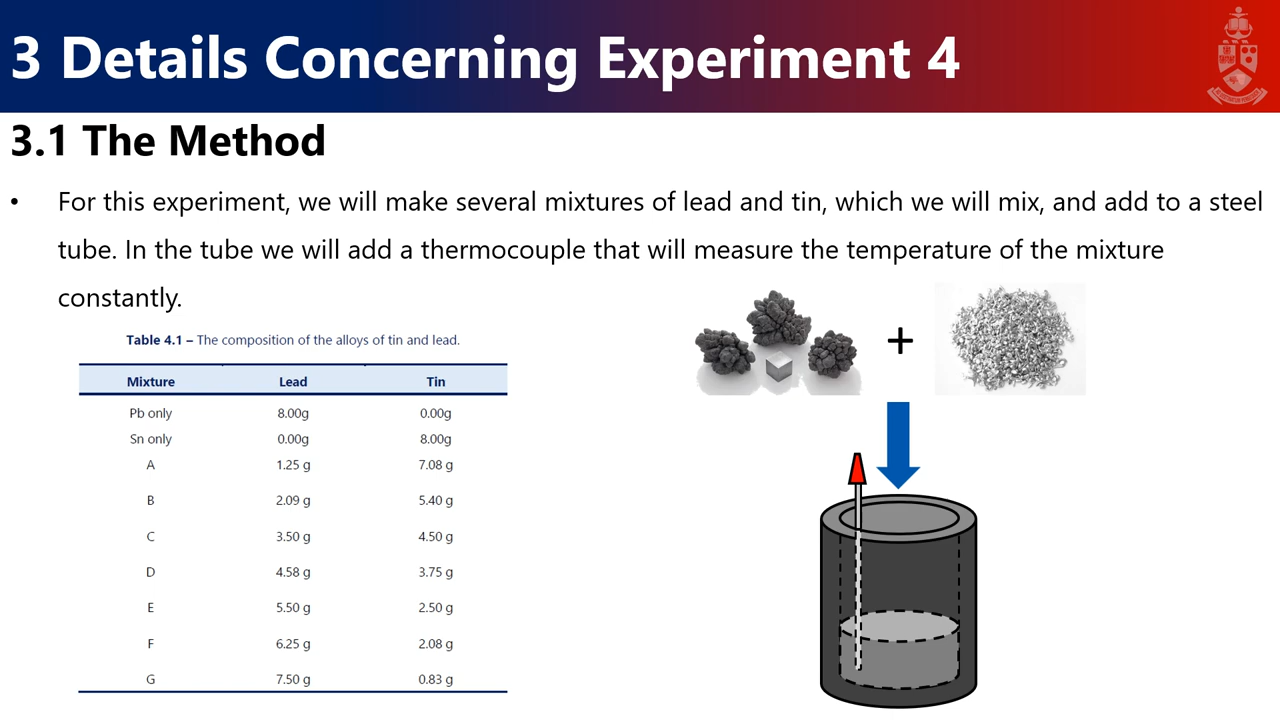 3 Details Concerning Experiment 4
3.1 The Method
• For this experiment, we will make several mixtures of lead and tin, which we will mix, and add to a steel
tube. In the tube we will add a thermocouple that will measure the temperature of the mixture
constantly.
Table 4.1 – The composition of the alloys of tin and lead.
Mixture Lead Tin
Pb only 8.00g 0.00g
Sn only 0.00g 8.00g
A 1.25 g 7.08 g
B 2.09 g 5.40 g
C 3.50 g 4.50 g
D 4.58 g 3.75 g
E 5.50 g 2.50 g
F 6.25 g 2.08 g
G 7.50 g 0.83 g
+